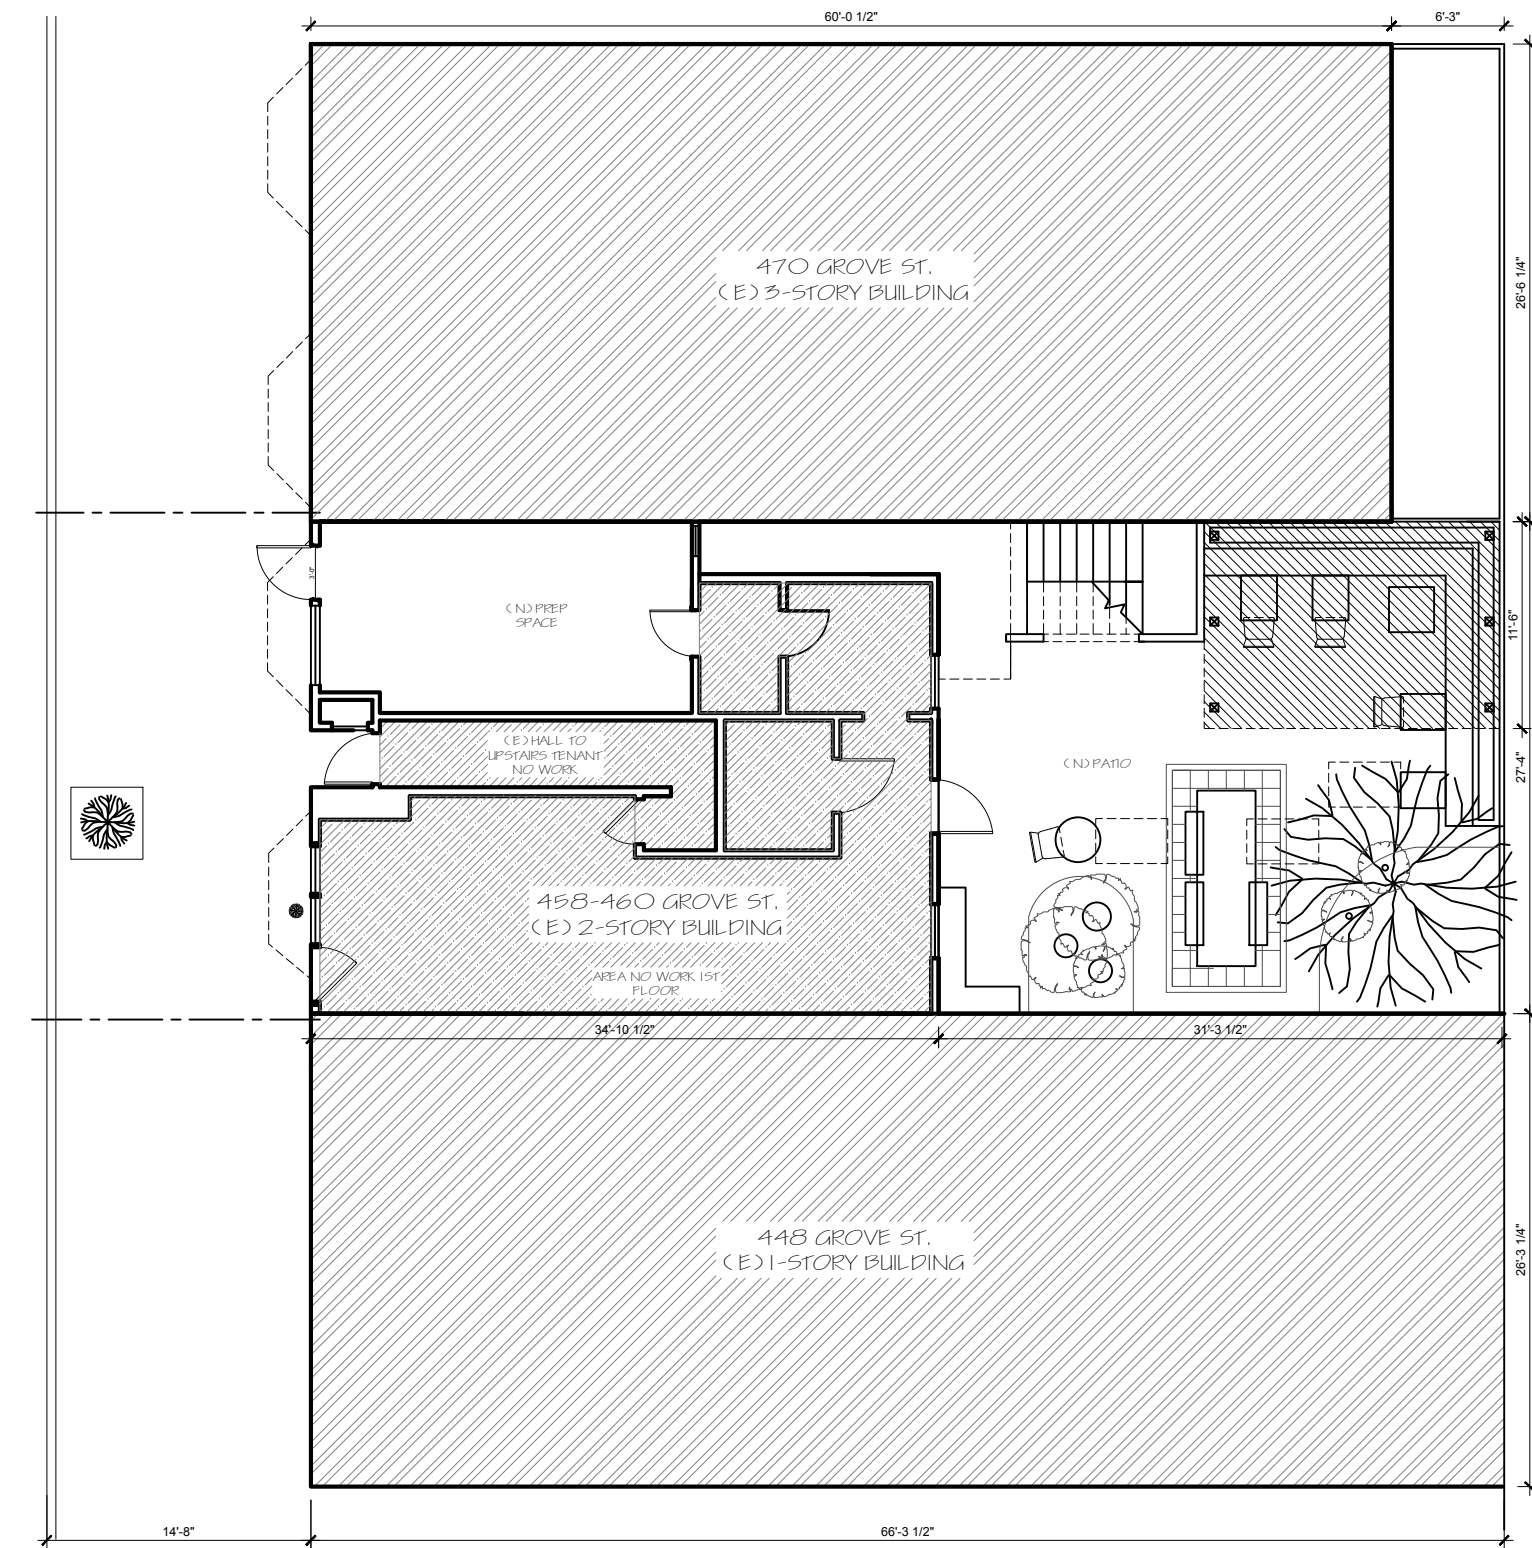 60'-0 1/2"
6'-3"
470 GROVE ST.
(E) 3-STORY BUILDING
26'-6 1/4"
3'-0"
(N) PREP
SPACE
11'-6"
(E) HALL TO
UPSTAIRS TENANT
NO WORK
(N) PATIO
27'-4"
458-460 GROVE ST.
(E) 2-STORY BUILDING
AREA NO WORK 1ST
FLOOR
34'-10 1/2"
31'-3 1/2"
448 GROVE ST.
(E) 1-STORY BUILDING
26'-3 1/4"
14'-8"
66'-3 1/2"